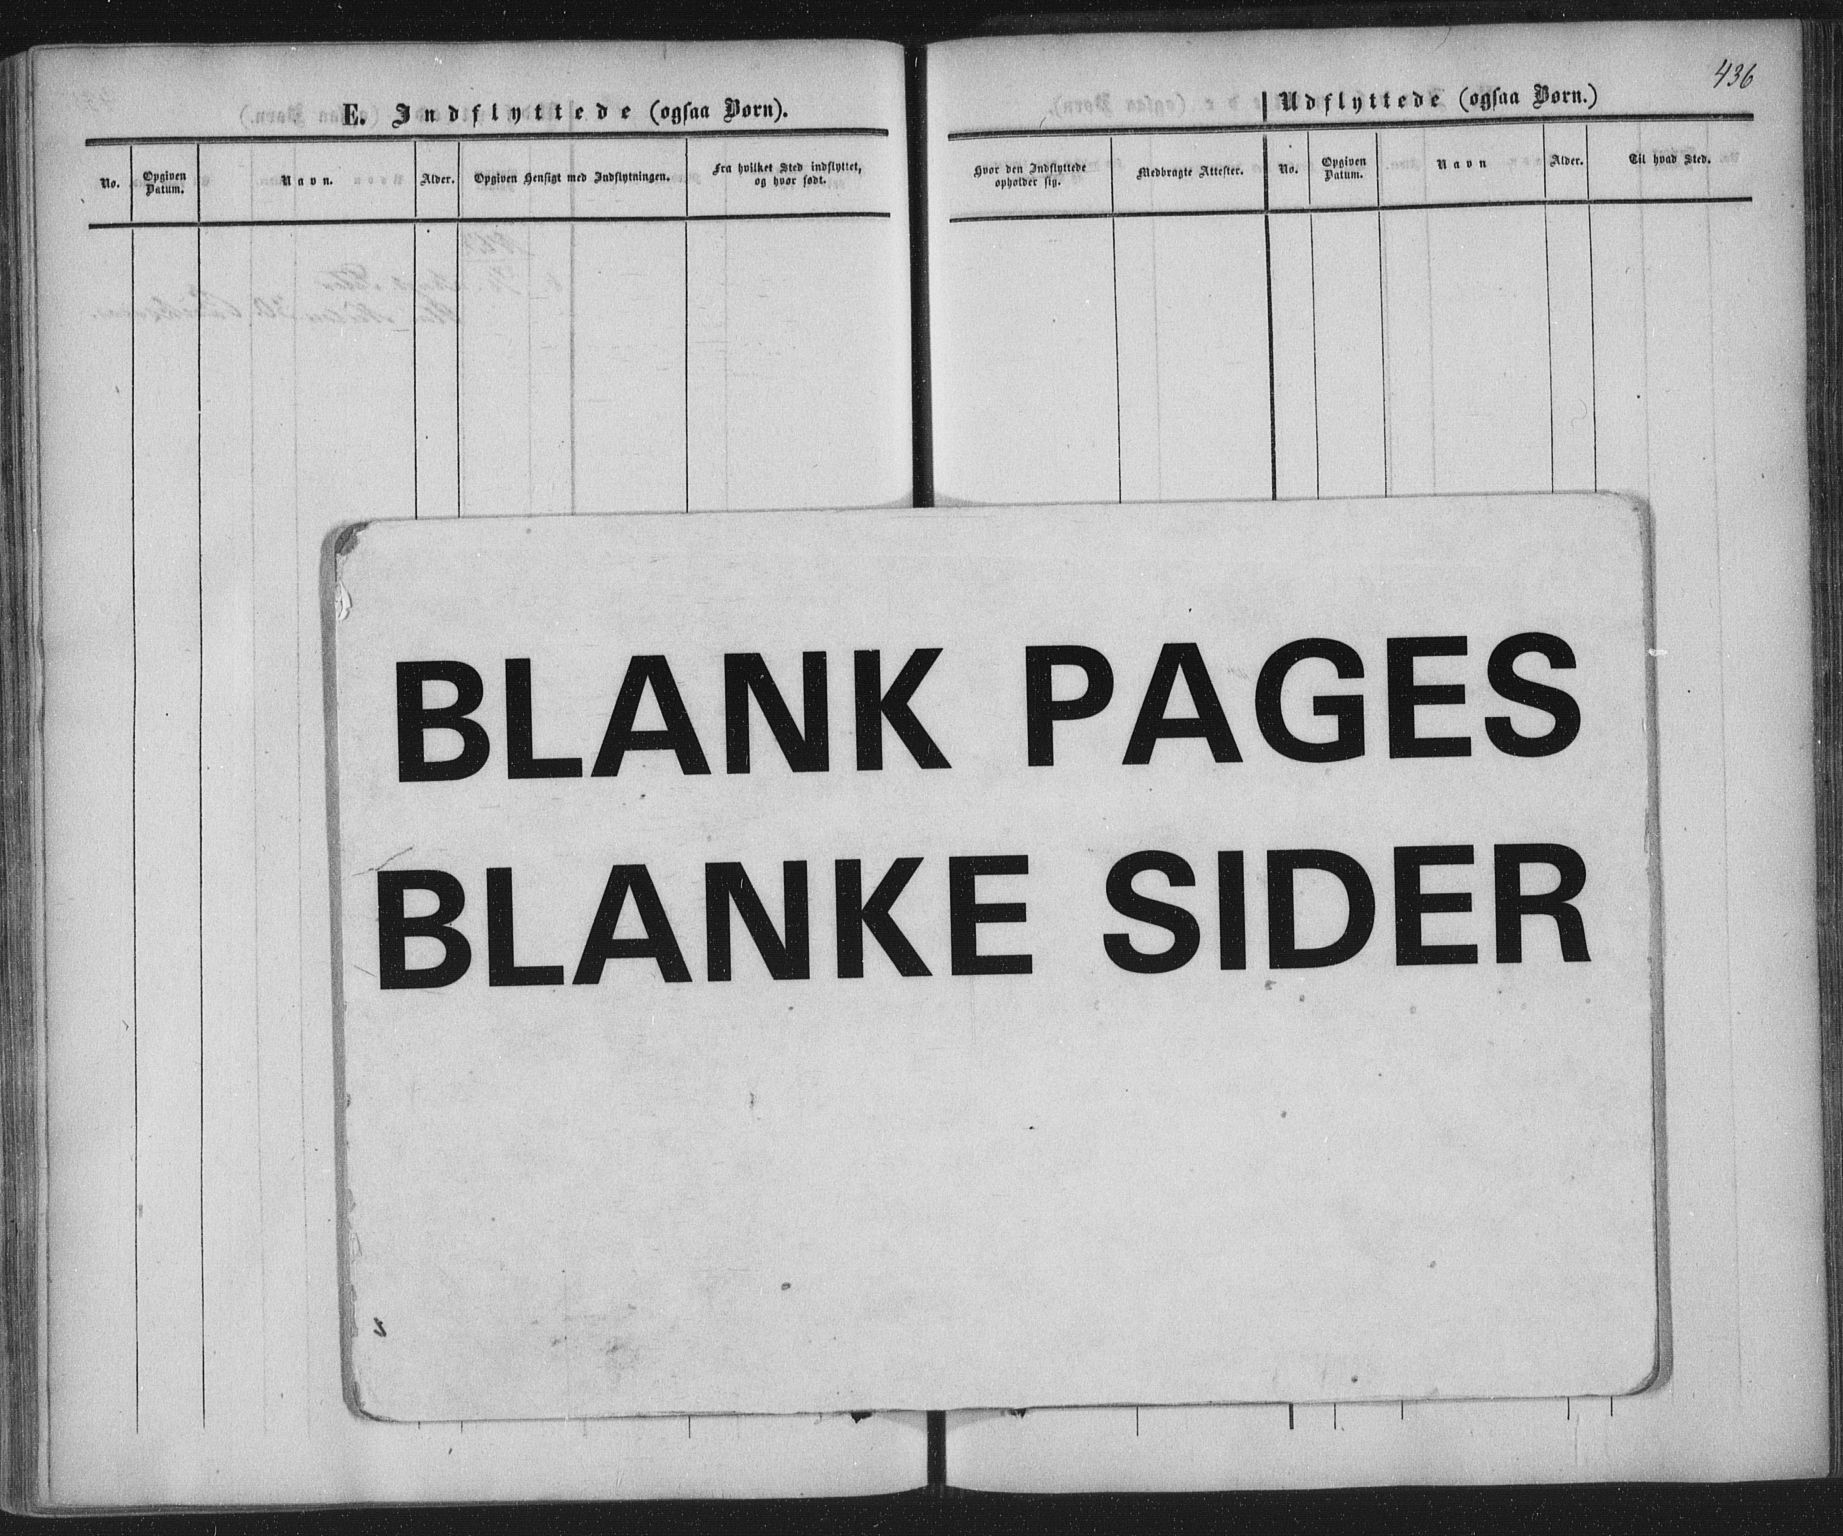 436
E. Indflyttede (ogsaa Børn).
No.
Opgiven Datum.
Navn.
Alder.
Opgiven Hensigt med Indflytningen.
Fra hvilket Sted indflyttet, og hvor født.
Udflyttede (ogsaa Børn.)
Hvor den Indflyttede opholder sig.
Medbragte Attester.
No.
Opgiven Datum.
Navn
Alder.
Til hvad Sted.
BLANK PAGES
BLANKE SIDER